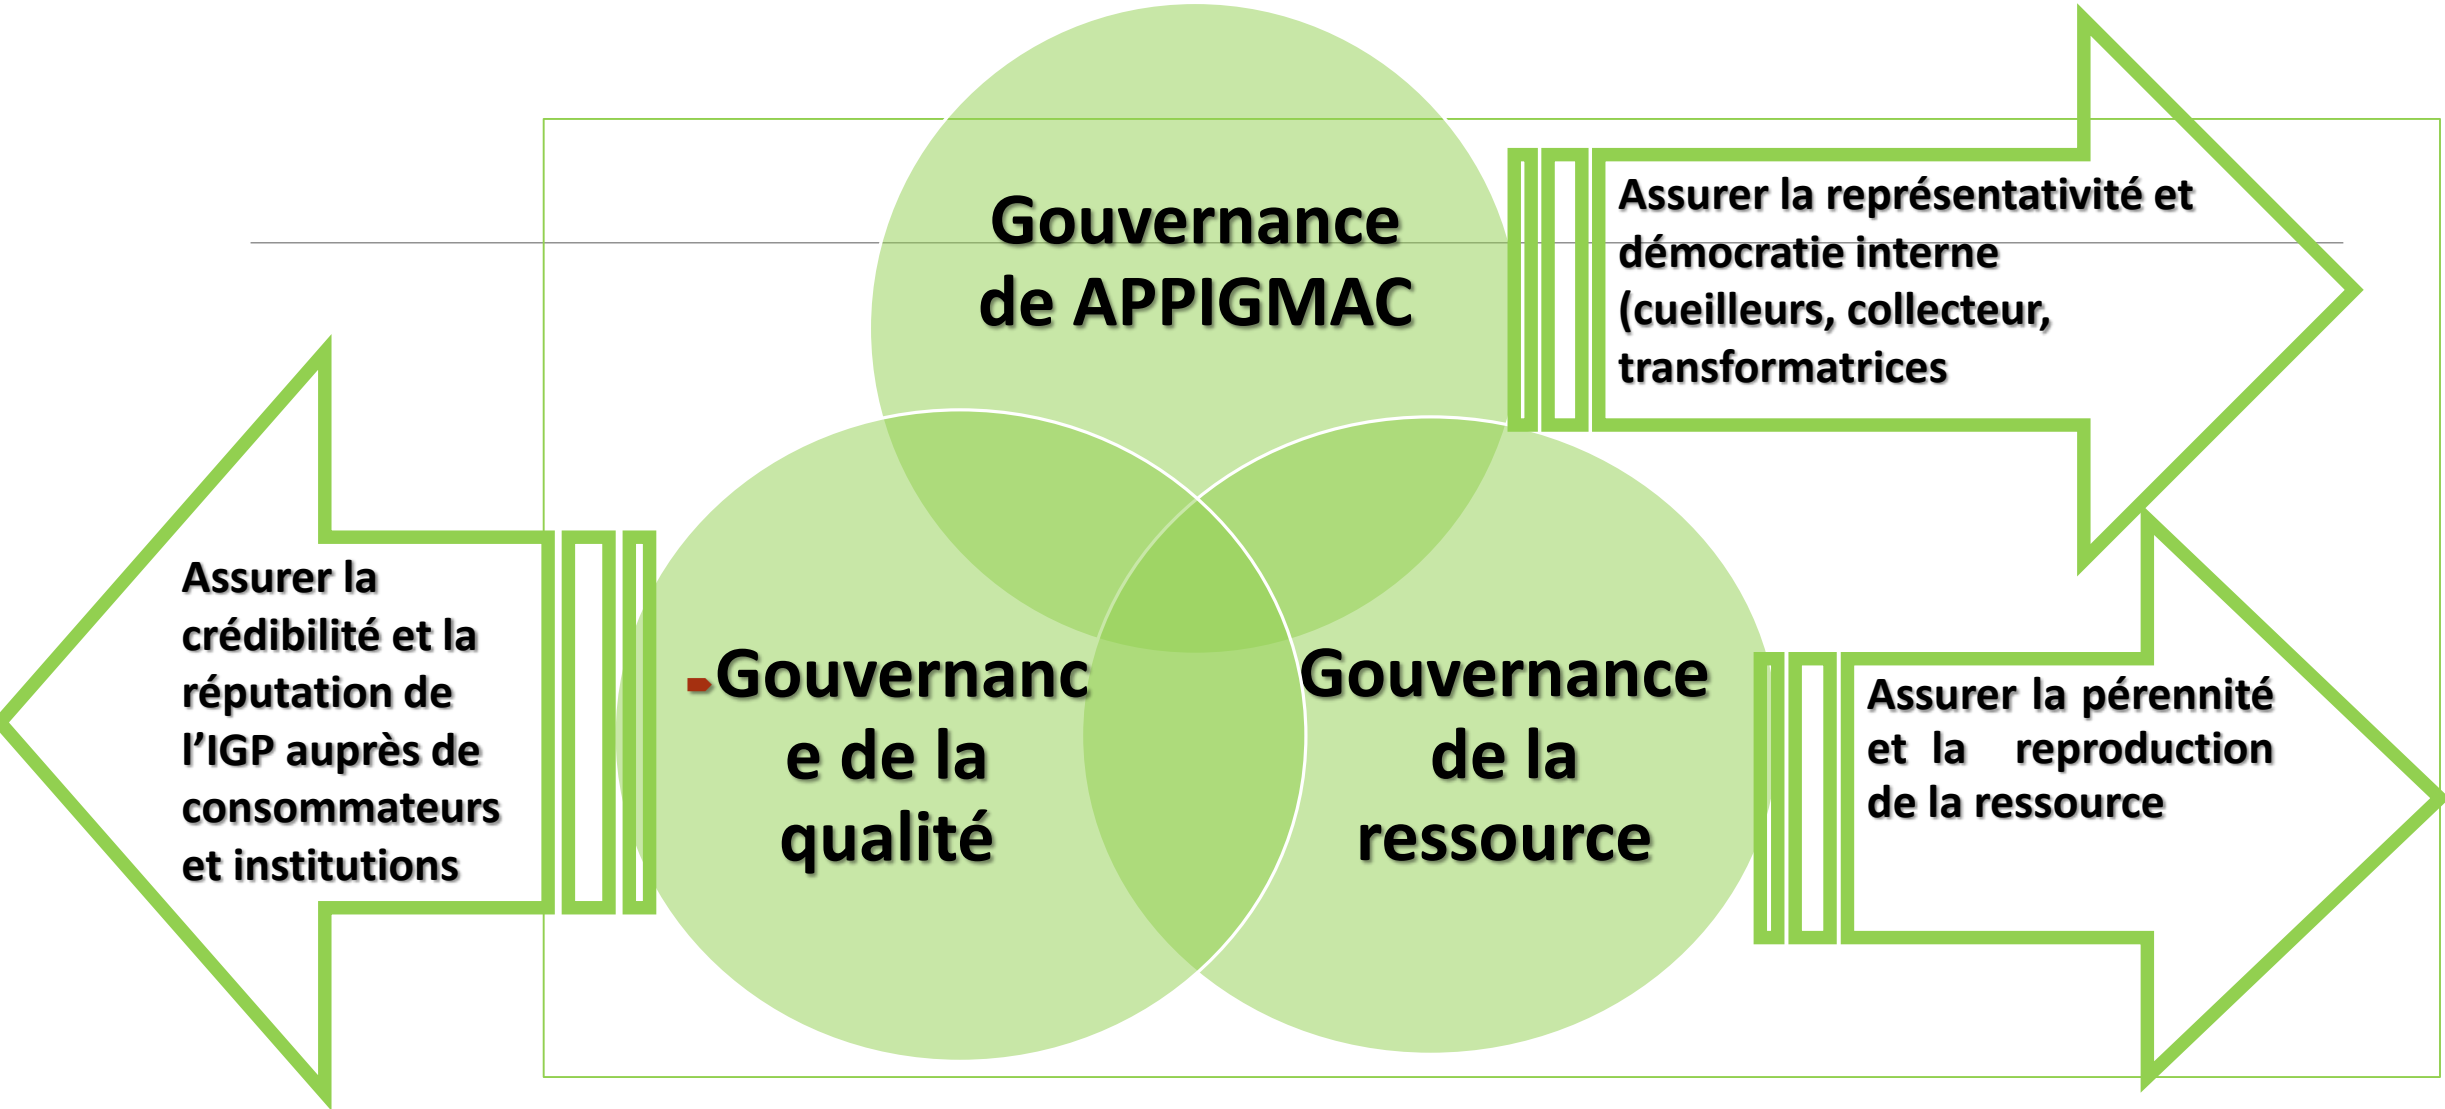 Gouvernance
de APPIGMAC
Assurer la représentativité et
démocratie interne
(cueilleurs, collecteur,
transformatrices
Assurer la
crédibilité et la
réputation de
l’IGP auprès de
consommateurs
et institutions
-Gouvernanc
e de la
qualité
Gouvernance
de la
ressource
Assurer la pérennité
et la reproduction
de la ressource